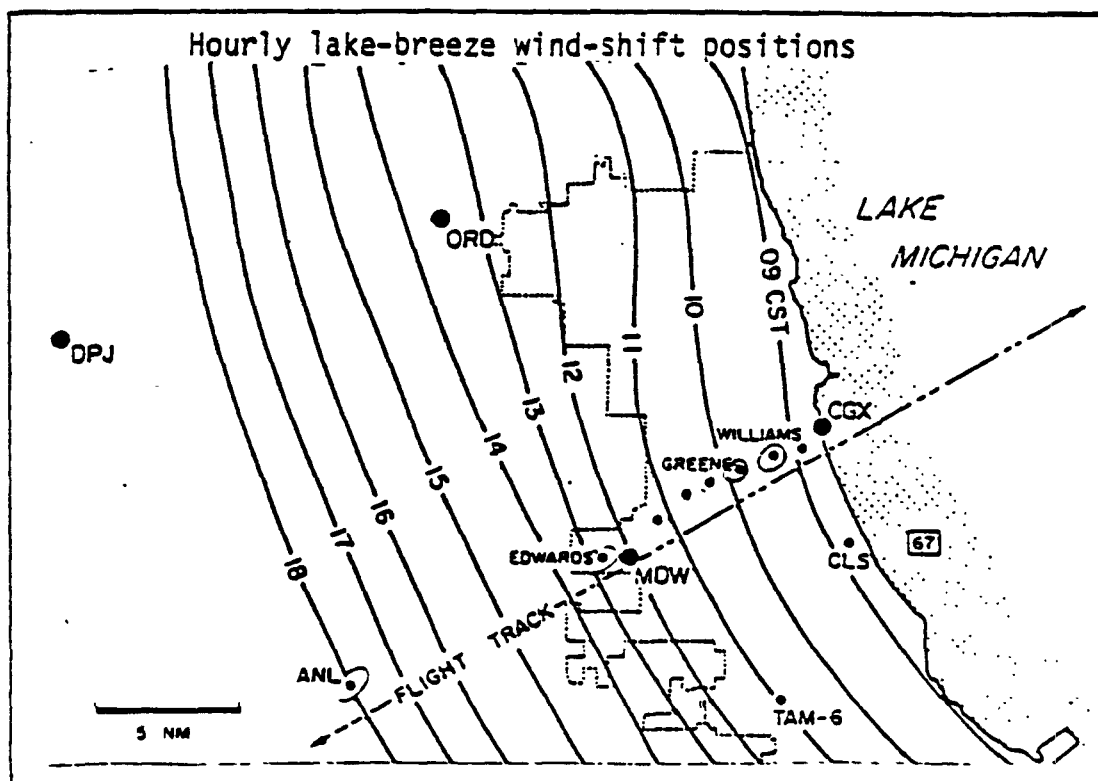 Hourly lake-breeze wind-shift positions
LAKE
MICHIGAN
ORD
DPJ
09 CST
10
11
12
13
14
15
16
17
18
CGX
WILLIAMS
GREENE
EDWARDS
MDW
CLS
67
ANL
FLIGHT TRACK
TAM-6
5 NM